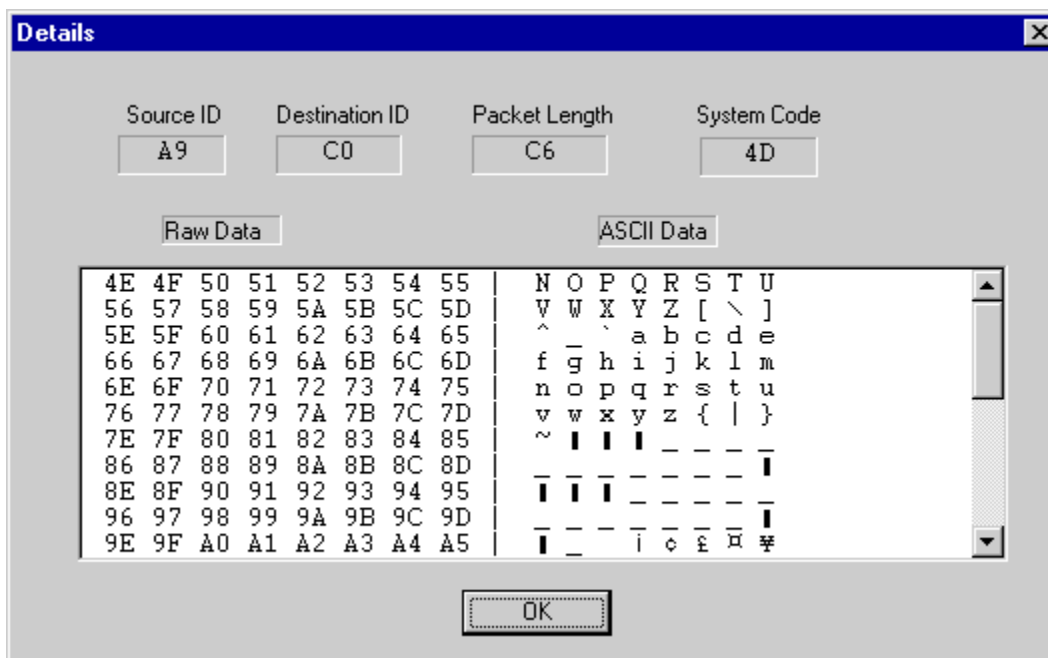 Details
Source ID Destination ID Packet Length System Code
A9 C0 C6 4D
Raw Data ASCII Data
4E 4F 50 51 52 53 54 55 | N O P Q R S T U
56 57 58 59 5A 5B 5C 5D | V W X Y Z [ \ ]
5E 5F 60 61 62 63 64 65 | ^ _ ` a b c d e
66 67 68 69 6A 6B 6C 6D | f g h i j k l m
6E 6F 70 71 72 73 74 75 | n o p q r s t u
76 77 78 79 7A 7B 7C 7D | v w x y z { | }
7E 7F 80 81 82 83 84 85 | ~ ▌ ▌ ▌ _ _ _ _
86 87 88 89 8A 8B 8C 8D | _ _ _ _ _ _ _ ▌
8E 8F 90 91 92 93 94 95 | ▌ ▌ ▌ _ _ _ _ _
96 97 98 99 9A 9B 9C 9D | _ _ _ _ _ _ _ ▌
9E 9F A0 A1 A2 A3 A4 A5 | ▌ _   ¡ ¢ £ ¤ ¥
OK